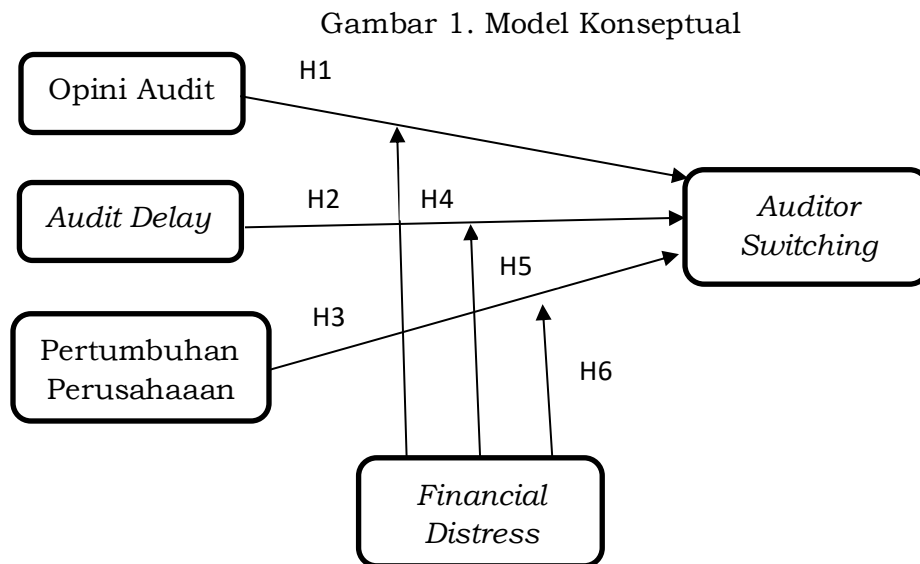 Gambar 1. Model Konseptual
H1
Opini Audit
H2
H4
Audit Delay
Auditor
Switching
H5
H3
Pertumbuhan
Perusahaaan
H6
Financial
Distress